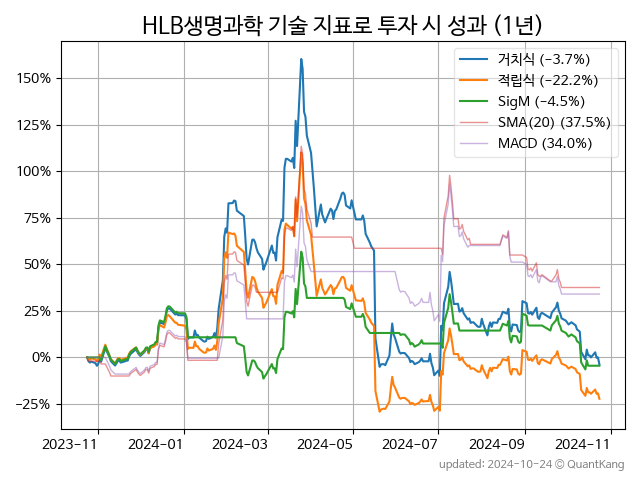 HLB생명과학 기술 지표로 투자 시 성과 (1년)
거치식 (−3.7%)
적립식 (−22.2%)
SigM (−4.5%)
SMA(20) (37.5%)
MACD (34.0%)
150%
125%
100%
75%
50%
25%
0%
−25%
2023-11 2024-01 2024-03 2024-05 2024-07 2024-09 2024-11
updated: 2024-10-24 © QuantKang